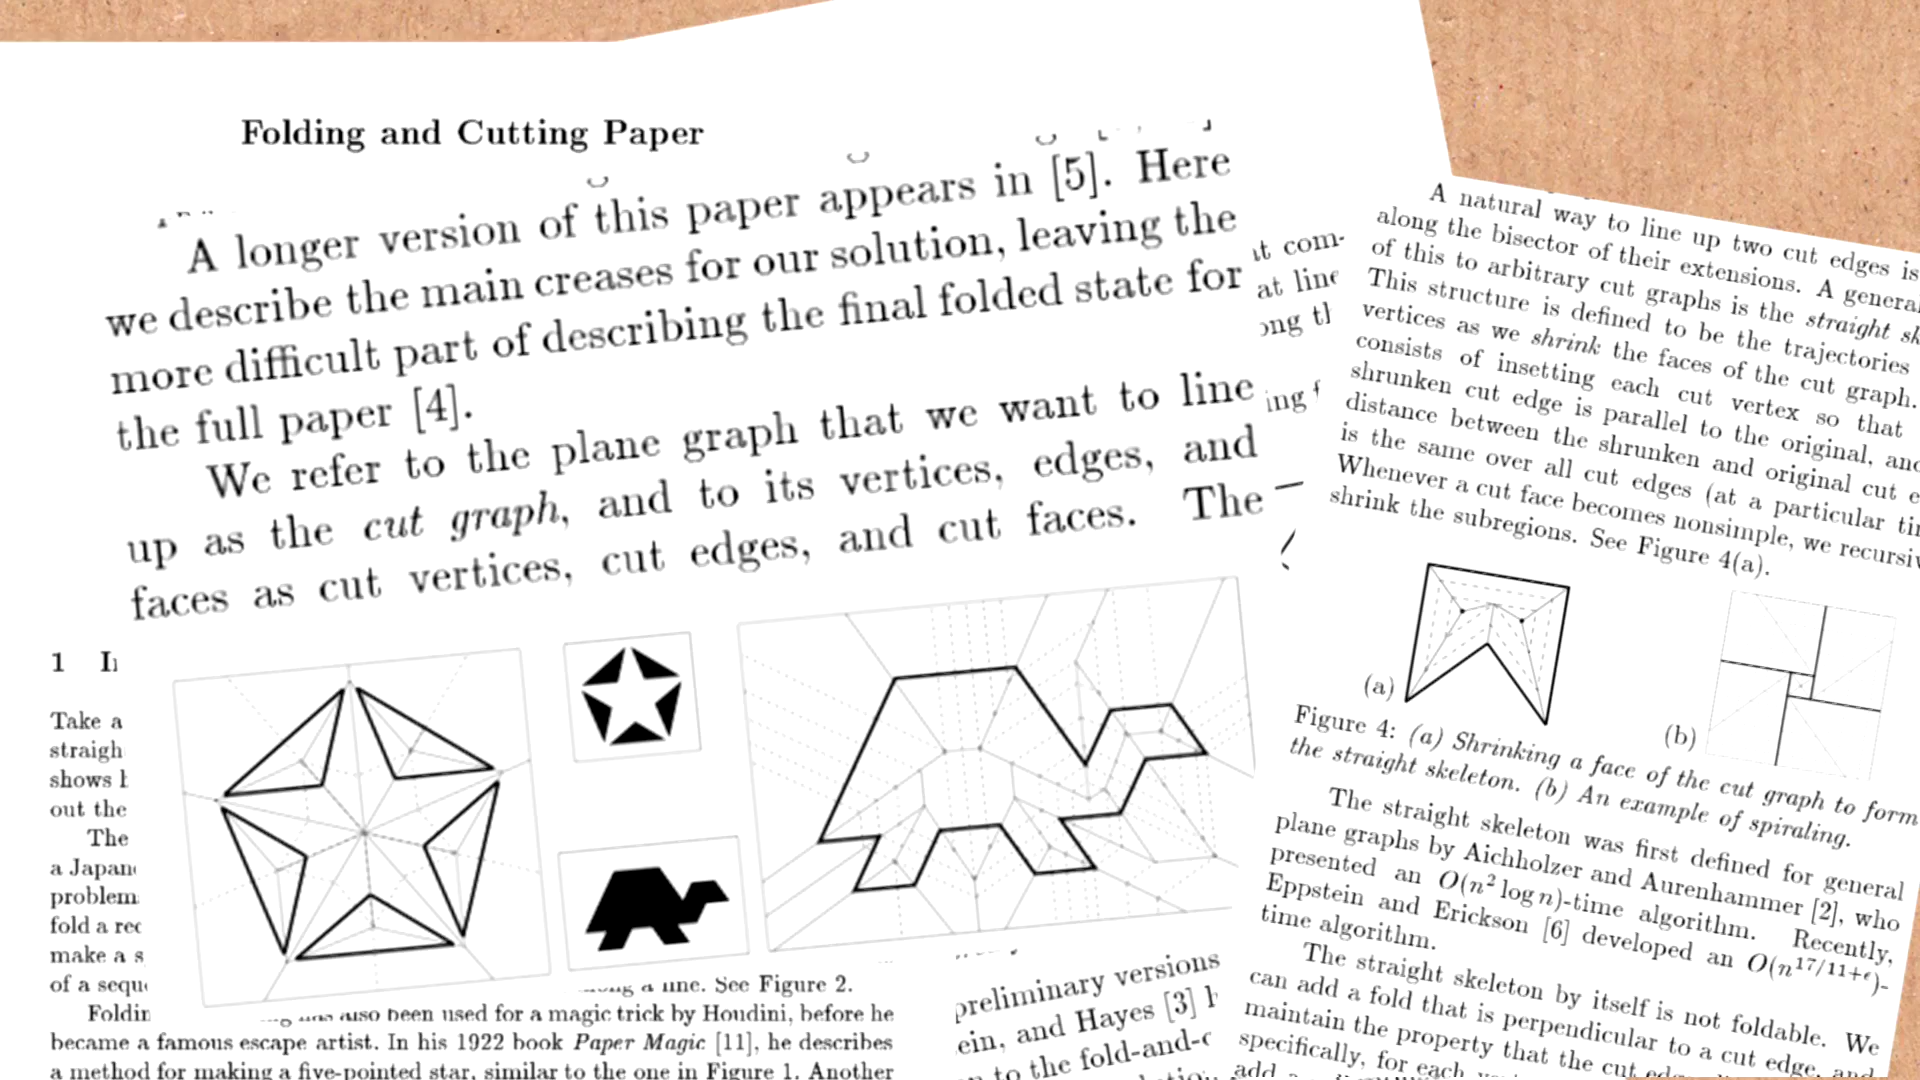 Folding and Cutting Paper
A longer version of this paper appears in [5]. Here
we describe the main creases for our solution, leaving the
more difficult part of describing the final folded state for
the full paper [4].
We refer to the plane graph that we want to line
up as the cut graph, and to its vertices, edges, and
faces as cut vertices, cut edges, and cut faces. The
1
Take a
straigh
shows
out the
The
a Japan
problem
fold a rec
make a s
of a sequ
a line. See Figure 2.
Foldin
also been used for a magic trick by Houdini, before he
became a famous escape artist. In his 1922 book Paper Magic [11], he describes
a method for making a five-pointed star, similar to the one in Figure 1. Another
t com-
at line
ong
ing
preliminary versions
ein, and Hayes [3]
to the fold-and-
A natural way to line up two cut edges is
along the bisector of their extensions. A general
of this to arbitrary cut graphs is the straight sk
This structure is defined to be the trajectories
vertices as we shrink the faces of the cut graph.
consists of insetting each cut vertex so that
shrunken cut edge is parallel to the original, and
distance between the shrunken and original cut e
is the same over all cut edges (at a particular tim
Whenever a cut face becomes nonsimple, we recursiv
shrink the subregions. See Figure 4(a).
(a)
(b)
Figure 4: (a) Shrinking a face of the cut graph to form
the straight skeleton. (b) An example of spiraling.
The straight skeleton was first defined for general
plane graphs by Aichholzer and Aurenhammer [2], who
presented an O(n² log n)-time algorithm. Recently,
Eppstein and Erickson [6] developed an O(n^{17/11+ϵ})-
time algorithm.
The straight skeleton by itself is not foldable. We
can add a fold that is perpendicular to a cut edge, and
maintain the property that the cut edg
specifically, for each
add a